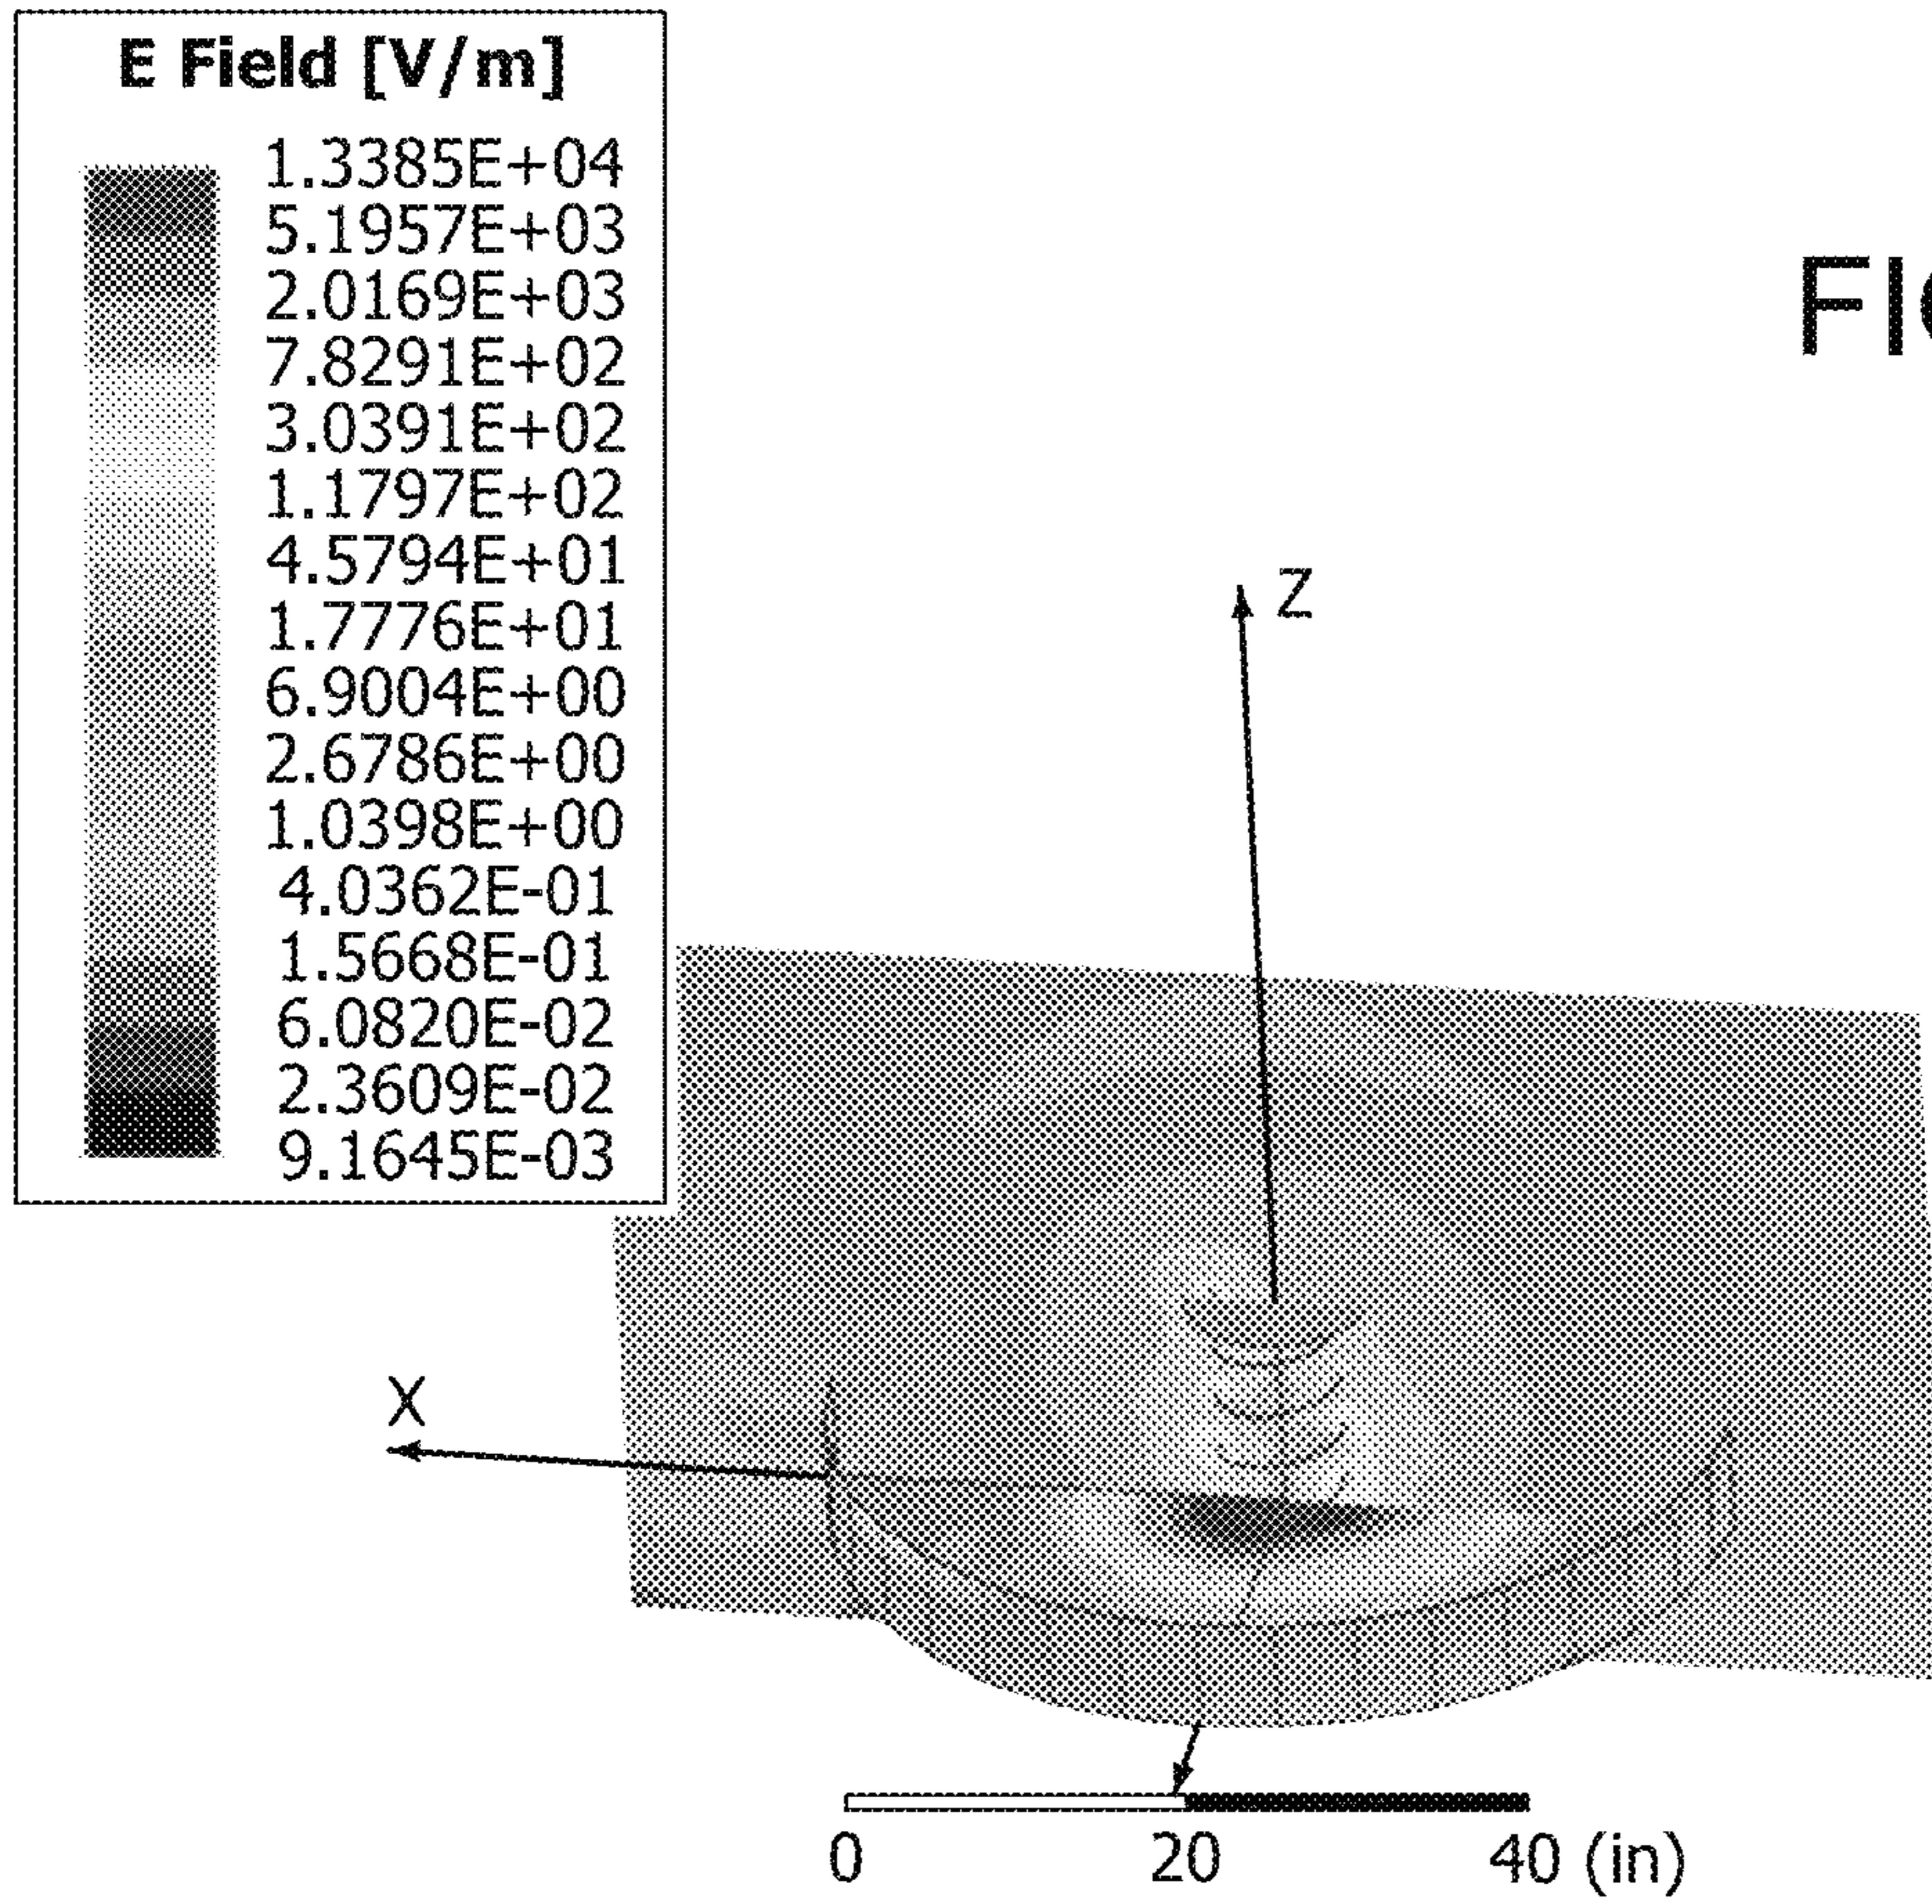 E Field [V/m]
1.3385E+04
5.1957E+03
2.0169E+03
7.8291E+02
3.0391E+02
1.1797E+02
4.5794E+01
1.7776E+01
6.9004E+00
2.6786E+00
1.0398E+00
4.0362E-01
1.5668E-01
6.0820E-02
2.3609E-02
9.1645E-03
Z
X
0 20 40 (in)